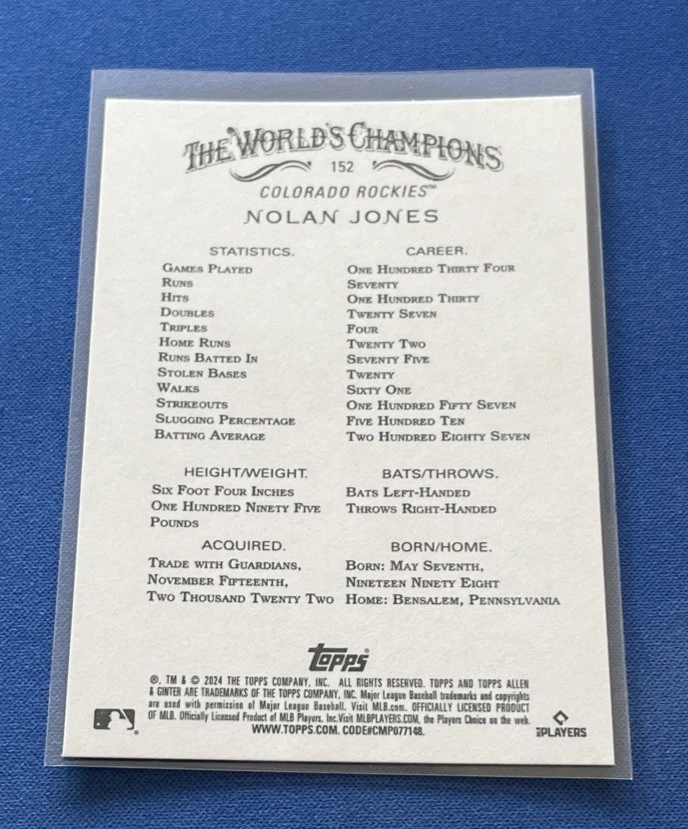 THE WORLD'S CHAMPIONS
152
COLORADO ROCKIES™
NOLAN JONES
STATISTICS. CAREER.
GAMES PLAYED ONE HUNDRED THIRTY FOUR
RUNS SEVENTY
HITS ONE HUNDRED THIRTY
DOUBLES TWENTY SEVEN
TRIPLES FOUR
HOME RUNS TWENTY TWO
RUNS BATTED IN SEVENTY FIVE
STOLEN BASES TWENTY
WALKS SIXTY ONE
STRIKEOUTS ONE HUNDRED FIFTY SEVEN
SLUGGING PERCENTAGE FIVE HUNDRED TEN
BATTING AVERAGE TWO HUNDRED EIGHTY SEVEN
HEIGHT/WEIGHT.
SIX FOOT FOUR INCHES
ONE HUNDRED NINETY FIVE
POUNDS
BATS/THROWS.
BATS LEFT-HANDED
THROWS RIGHT-HANDED
ACQUIRED.
TRADE WITH GUARDIANS,
NOVEMBER FIFTEENTH,
TWO THOUSAND TWENTY TWO
BORN/HOME.
BORN: MAY SEVENTH,
NINETEEN NINETY EIGHT
HOME: BENSALEM, PENNSYLVANIA
topps
®, TM & © 2024 THE TOPPS COMPANY, INC. ALL RIGHTS RESERVED. TOPPS AND TOPPS ALLEN
& GINTER ARE TRADEMARKS OF THE TOPPS COMPANY, INC. Major League Baseball trademarks and copyrights
are used with permission of Major League Baseball. Visit MLB.com. OFFICIALLY LICENSED PRODUCT
OF MLB. Officially Licensed Product of MLB Players, Inc. Visit MLBPLAYERS.COM, the Players Choice on the web.
WWW.TOPPS.COM. CODE#CMP077148.
PLAYERS